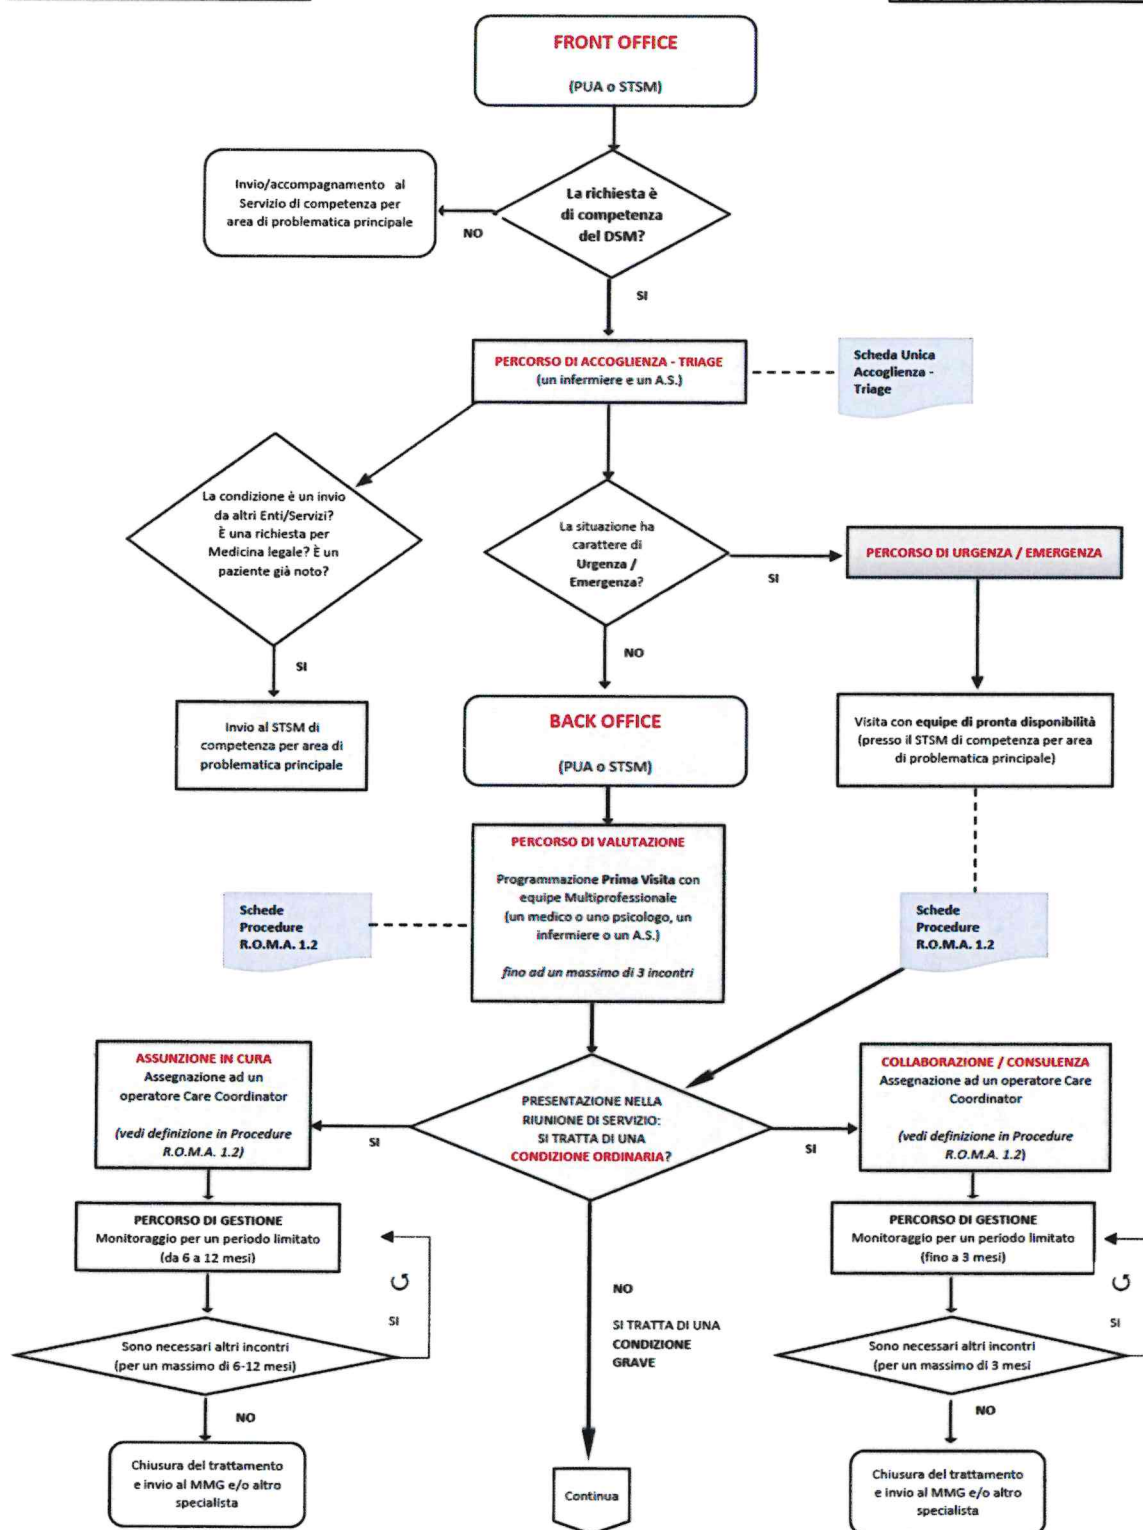 FRONT OFFICE
(PUA o STSM)
Invio/accompagnamento al
Servizio di competenza per
area di problematica principale
NO
La richiesta è
di competenza
del DSM?
SI
PERCORSO DI ACCOGLIENZA - TRIAGE
(un infermiere e un A.S.)
Scheda Unica
Accoglienza -
Triage
La condizione è un invio
da altri Enti/Servizi?
È una richiesta per
Medicina legale? È un
paziente già noto?
La situazione ha
carattere di
Urgenza /
Emergenza?
SI
PERCORSO DI URGENZA / EMERGENZA
SI
NO
Invio al STSM di
competenza per area di
problematica principale
BACK OFFICE
(PUA o STSM)
Visita con equipe di pronta disponibilità
(presso il STSM di competenza per area
di problematica principale)
PERCORSO DI VALUTAZIONE
Programmazione Prima Visita con
equipe Multiprofessionale
(un medico o uno psicologo, un
infermiere o un A.S.)
fino ad un massimo di 3 incontri
Schede
Procedure
R.O.M.A. 1.2
Schede
Procedure
R.O.M.A. 1.2
ASSUNZIONE IN CURA
Assegnazione ad un
operatore Care Coordinator
(vedi definizione in Procedure
R.O.M.A. 1.2)
SI
PRESENTAZIONE NELLA
RIUNIONE DI SERVIZIO:
SI TRATTA DI UNA
CONDIZIONE ORDINARIA?
SI
COLLABORAZIONE / CONSULENZA
Assegnazione ad un operatore Care
Coordinator
(vedi definizione in Procedure
R.O.M.A. 1.2)
PERCORSO DI GESTIONE
Monitoraggio per un periodo limitato
(da 6 a 12 mesi)
SI
Sono necessari altri incontri
(per un massimo di 6-12 mesi)
NO
Chiusura del trattamento
e invio al MMG e/o altro
specialista
NO
SI TRATTA DI UNA
CONDIZIONE
GRAVE
Continua
PERCORSO DI GESTIONE
Monitoraggio per un periodo limitato
(fino a 3 mesi)
SI
Sono necessari altri incontri
(per un massimo di 3 mesi
NO
Chiusura del trattamento
e invio al MMG e/o altro
specialista